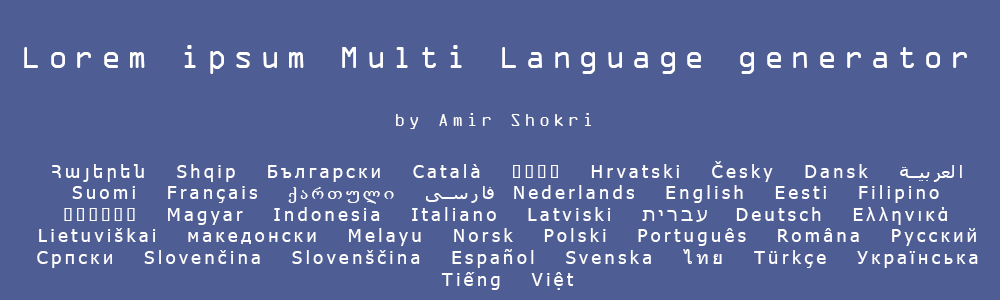 Lorem ipsum Multi Language generator
by Amir Shokri
Հայերեն Shqip Български Català Hrvatski Česky Dansk العربية
Suomi Français ქართული فارسی Nederlands English Eesti Filipino
Magyar Indonesia Italiano Latviski עברית Deutsch Ελληνικά
Lietuviškai македонски Melayu Norsk Polski Português Româna Русский
Српски Slovenčina Slovenščina Español Svenska ไทย Türkçe Українська
Tiếng Việt